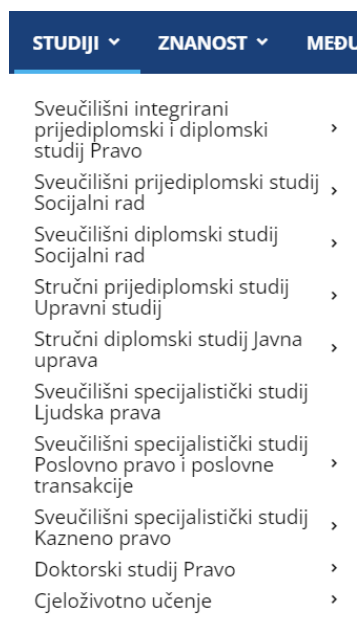 STUDIJI ZNANOST MEĐU
Sveučilišni integrirani
prijediplomski i diplomski
studij Pravo
Sveučilišni prijediplomski studij
Socijalni rad
Sveučilišni diplomski studij
Socijalni rad
Stručni prijediplomski studij
Upravni studij
Stručni diplomski studij Javna
uprava
Sveučilišni specijalistički studij
Ljudska prava
Sveučilišni specijalistički studij
Poslovno pravo i poslovne
transakcije
Sveučilišni specijalistički studij
Kazneno pravo
Doktorski studij Pravo
Cjeloživotno učenje